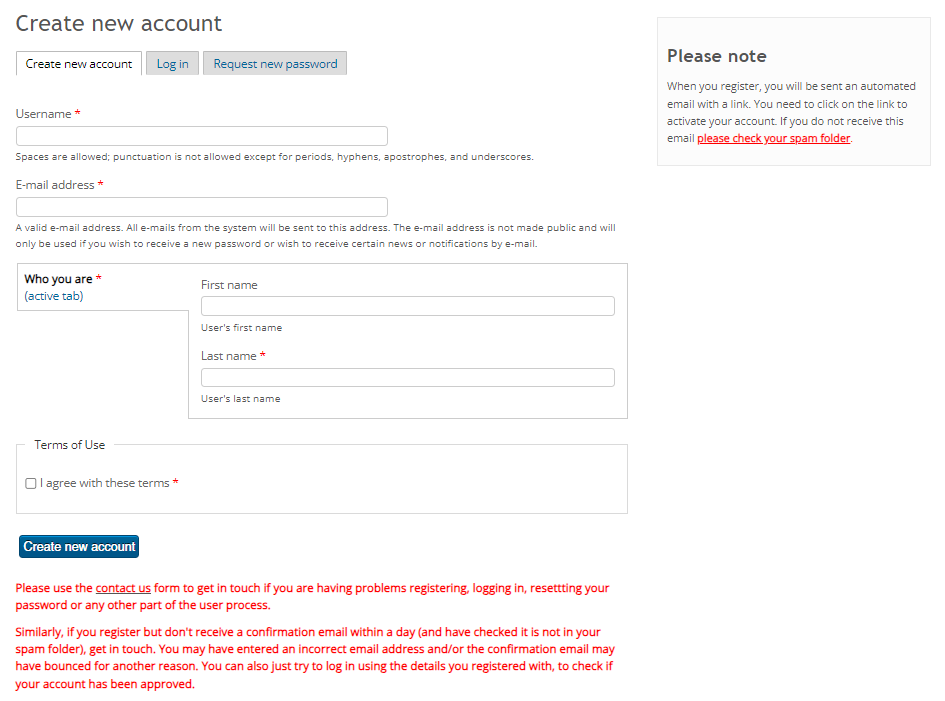 Create new account
Create new account
Log in
Request new password
Username *
Spaces are allowed; punctuation is not allowed except for periods, hyphens, apostrophes, and underscores.
E-mail address *
A valid e-mail address. All e-mails from the system will be sent to this address. The e-mail address is not made public and will
only be used if you wish to receive a new password or wish to receive certain news or notifications by e-mail.
Who you are *
(active tab)
First name
User's first name
Last name *
User's last name
Terms of Use
I agree with these terms *
Create new account
Please use the contact us form to get in touch if you are having problems registering, logging in, resettting your
password or any other part of the user process.
Similarly, if you register but don't receive a confirmation email within a day (and have checked it is not in your
spam folder), get in touch. You may have entered an incorrect email address and/or the confirmation email may
have bounced for another reason. You can also just try to log in using the details you registered with, to check if
your account has been approved.
Please note
When you register, you will be sent an automated
email with a link. You need to click on the link to
activate your account. If you do not receive this
email please check your spam folder.